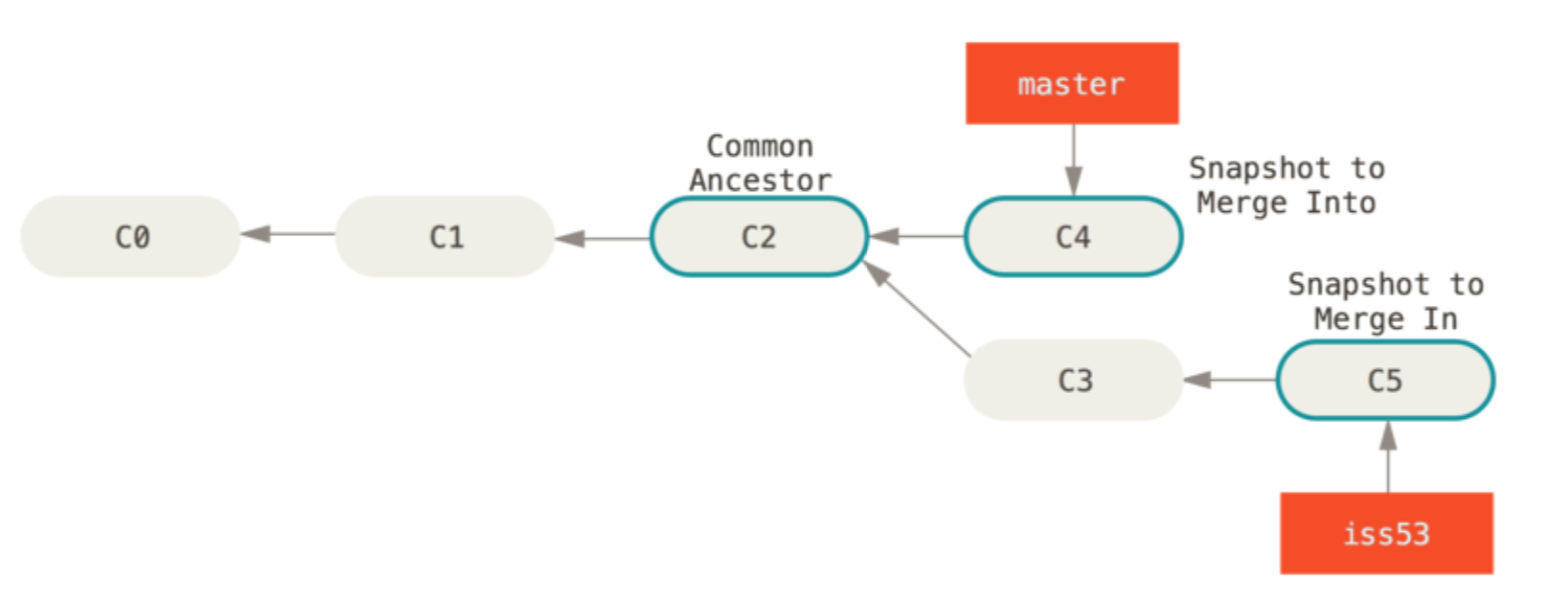 master
Common
Ancestor
Snapshot to
Merge Into
C0
C1
C2
C4
Snapshot to
Merge In
C3
C5
iss53